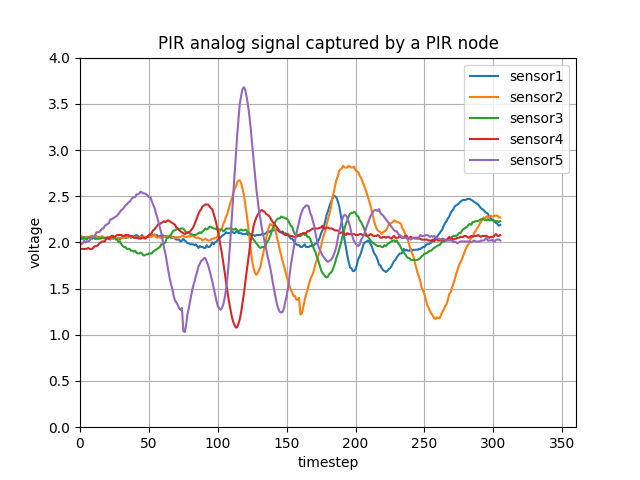 PIR analog signal captured by a PIR node
4.0
3.5
3.0
2.5
2.0
1.5
1.0
0.5
0.0
voltage
sensor1
sensor2
sensor3
sensor4
sensor5
0 50 100 150 200 250 300 350
timestep